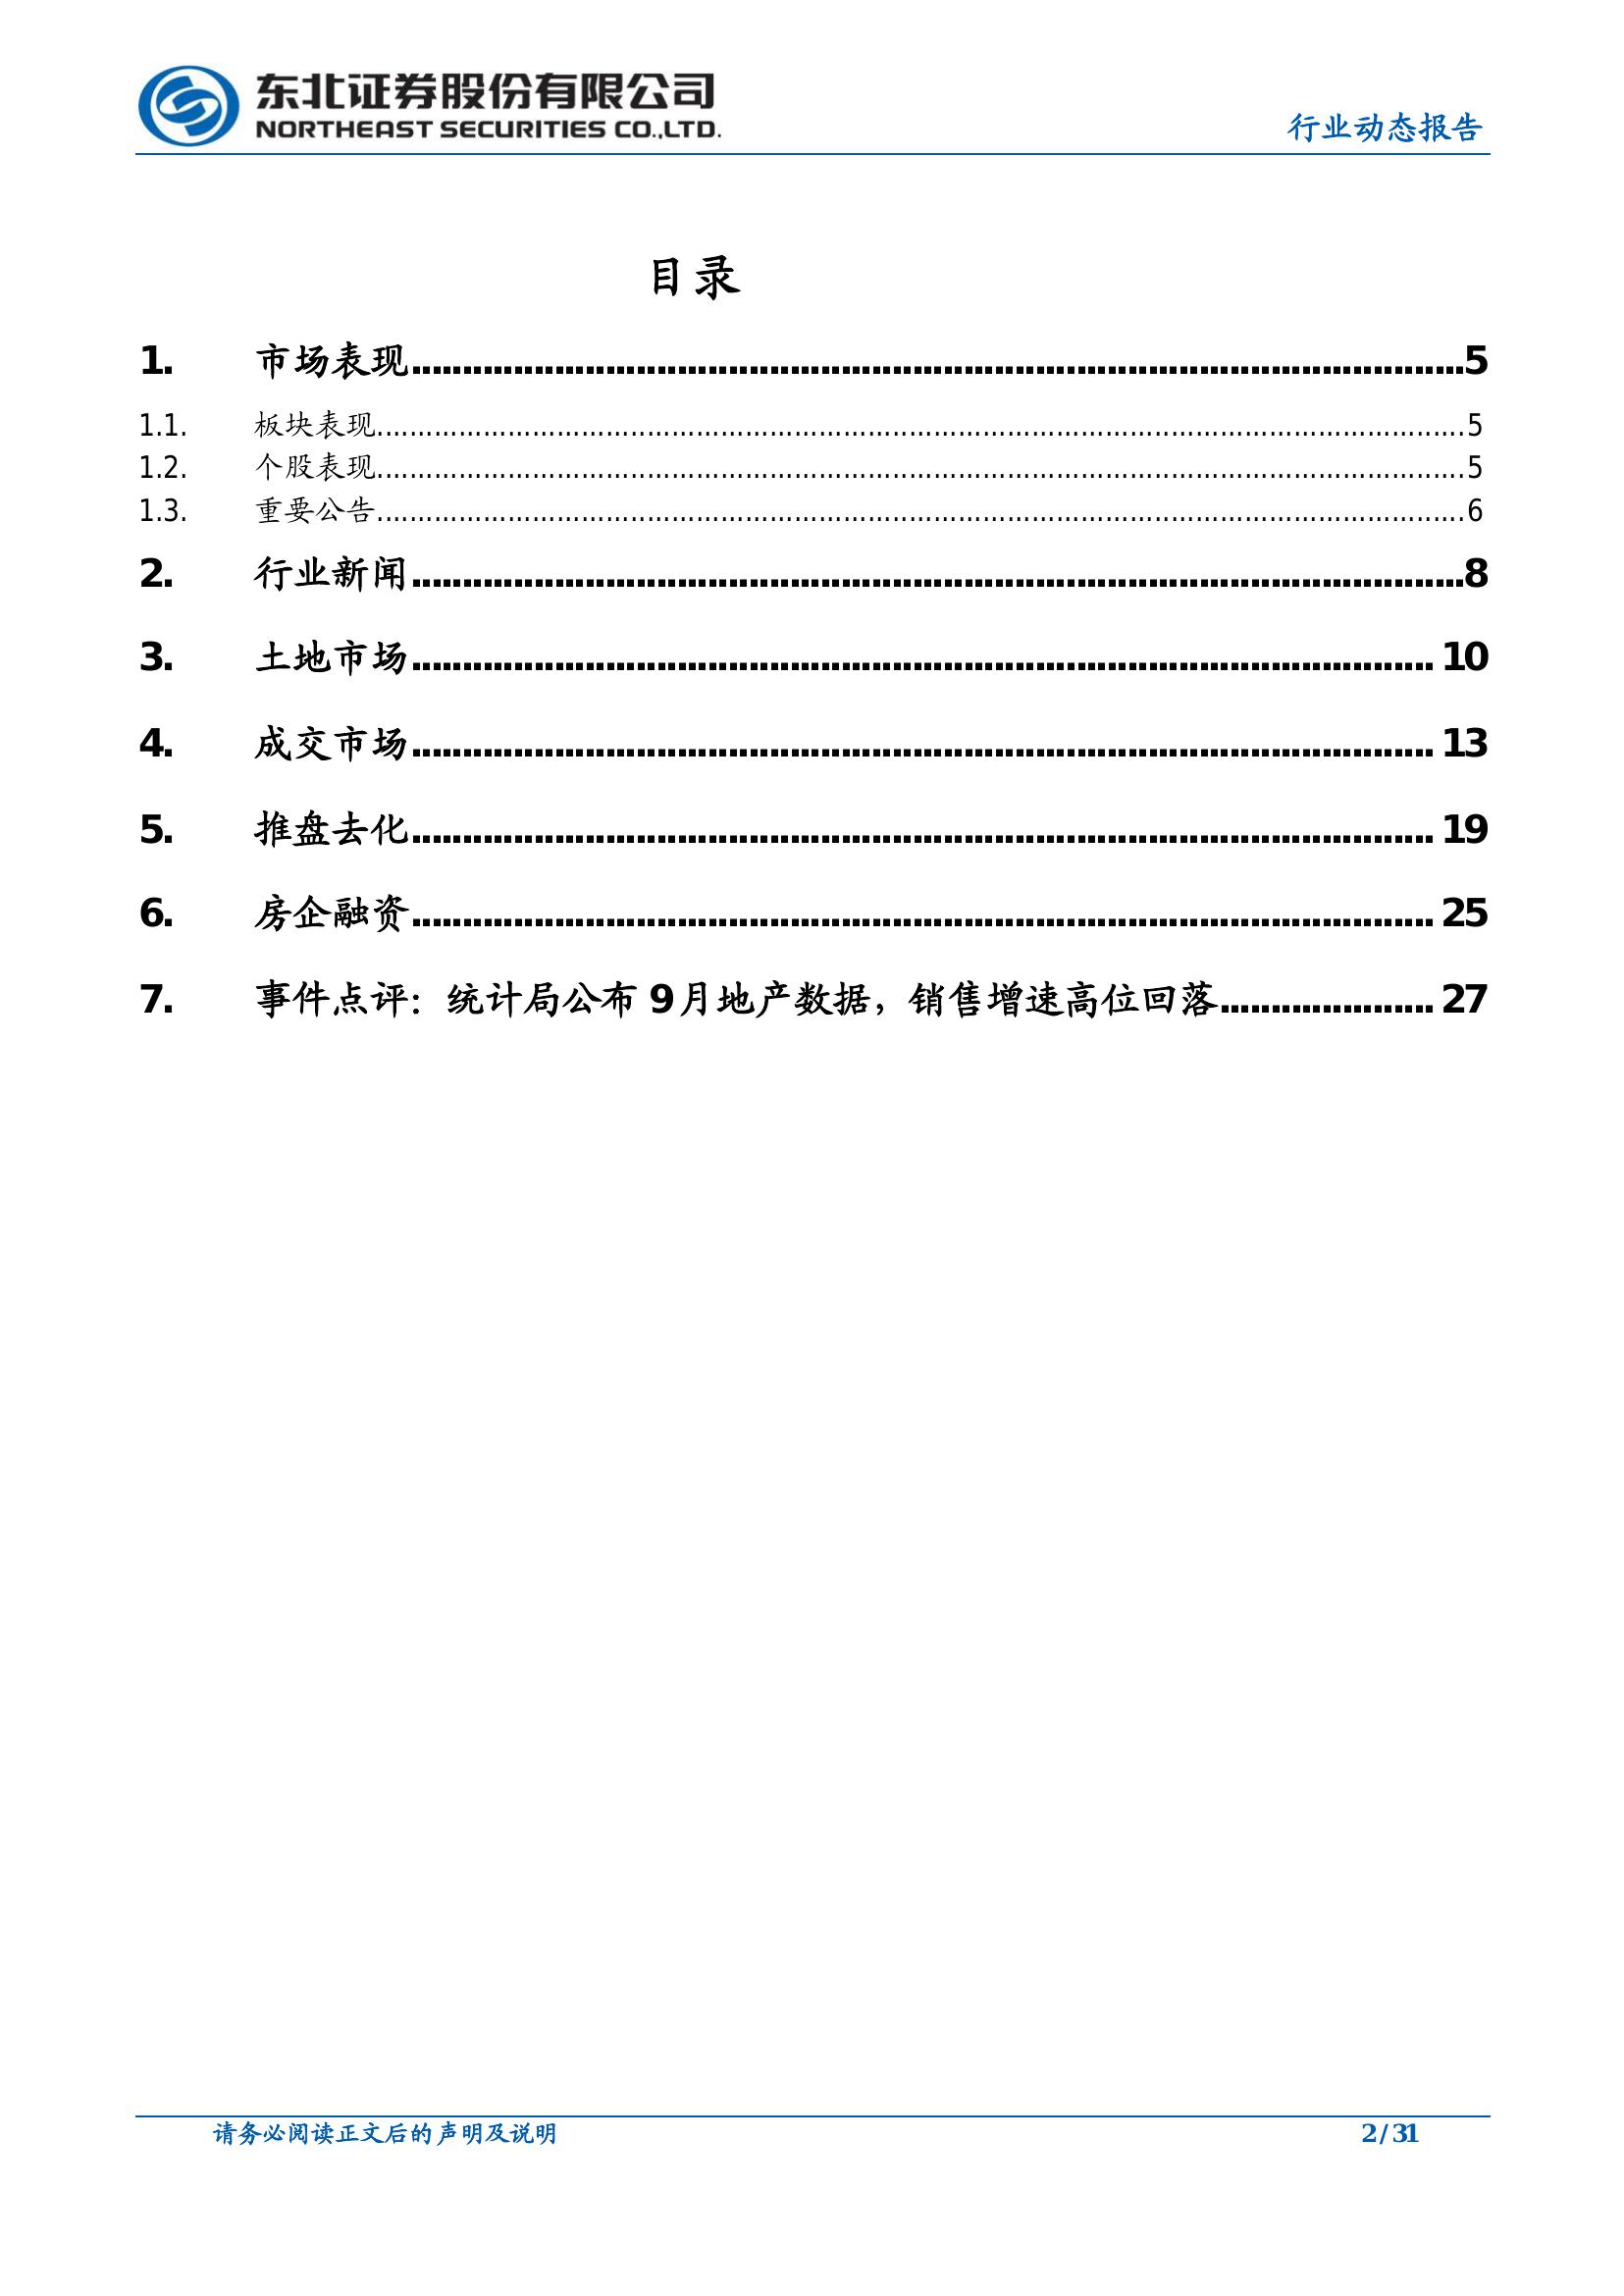 东北证券股份有限公司
NORTHEAST SECURITIES CO.,LTD.
行业动态报告
目录
1. 市场表现 5
1.1. 板块表现 5
1.2. 个股表现 5
1.3. 重要公告 6
2. 行业新闻 8
3. 土地市场 10
4. 成交市场 13
5. 推盘去化 19
6. 房企融资 25
7. 事件点评：统计局公布 9 月地产数据，销售增速高位回落 27
请务必阅读正文后的声明及说明 2/31